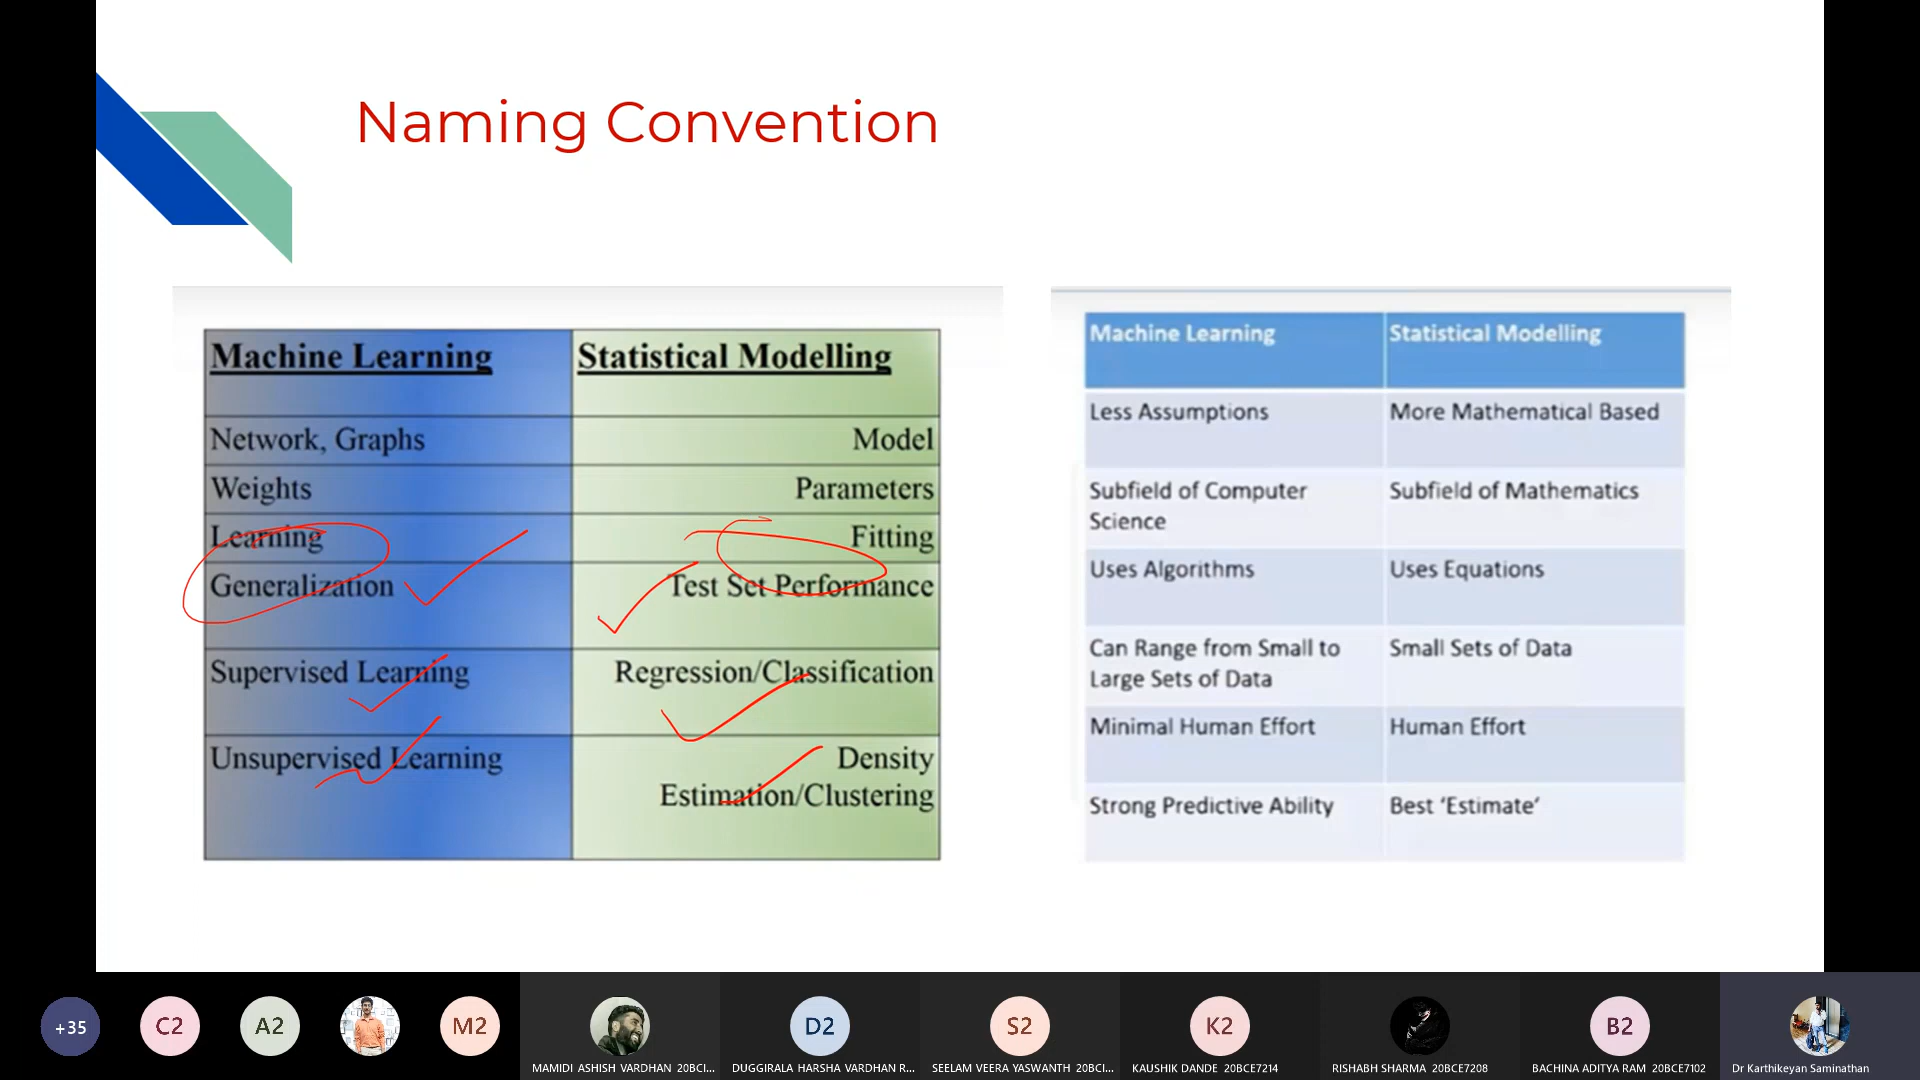 Naming Convention
Machine Learning Statistical Modelling
Network, Graphs Model
Weights Parameters
Learning Fitting
Generalization Test Set Performance
Supervised Learning Regression/Classification
Unsupervised Learning Density
Estimation/Clustering
Machine Learning Statistical Modelling
Less Assumptions More Mathematical Based
Subfield of Computer Subfield of Mathematics
Science
Uses Algorithms Uses Equations
Can Range from Small to Small Sets of Data
Large Sets of Data
Minimal Human Effort Human Effort
Strong Predictive Ability Best ‘Estimate’
+35 C2 A2 M2 D2 S2 K2 B2
MAMIDI ASHISH VARDHAN 20BCI... DUGGIRALA HARSHA VARDHAN R... SEELAM VEERA YASWANTH 20BCI... KAUSHIK DANDE 20BCE7214 RISHABH SHARMA 20BCE7208 BACHINA ADITYA RAM 20BCE7102 Dr Karthikeyan Saminathan